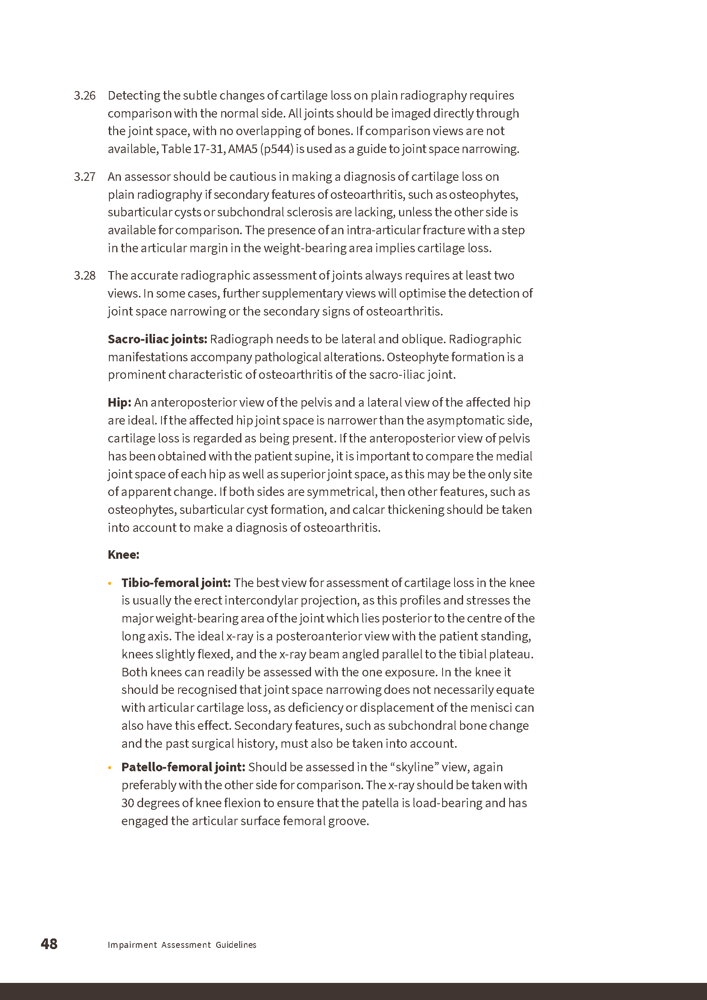 3.26 Detecting the subtle changes of cartilage loss on plain radiography requires
comparison with the normal side. All joints should be imaged directly through
the joint space, with no overlapping of bones. If comparison views are not
available, Table 17-31, AMA5 (p544) is used as a guide to joint space narrowing.
3.27 An assessor should be cautious in making a diagnosis of cartilage loss on
plain radiography if secondary features of osteoarthritis, such as osteophytes,
subarticular cysts or subchondral sclerosis are lacking, unless the other side is
available for comparison. The presence of an intra-articular fracture with a step
in the articular margin in the weight-bearing area implies cartilage loss.
3.28 The accurate radiographic assessment of joints always requires at least two
views. In some cases, further supplementary views will optimise the detection of
joint space narrowing or the secondary signs of osteoarthritis.
Sacro-iliac joints: Radiograph needs to be lateral and oblique. Radiographic
manifestations accompany pathological alterations. Osteophyte formation is a
prominent characteristic of osteoarthritis of the sacro-iliac joint.
Hip: An anteroposterior view of the pelvis and a lateral view of the affected hip
are ideal. If the affected hip joint space is narrower than the asymptomatic side,
cartilage loss is regarded as being present. If the anteroposterior view of pelvis
has been obtained with the patient supine, it is important to compare the medial
joint space of each hip as well as superior joint space, as this may be the only site
of apparent change. If both sides are symmetrical, then other features, such as
osteophytes, subarticular cyst formation, and calcar thickening should be taken
into account to make a diagnosis of osteoarthritis.
Knee:
• Tibio-femoral joint: The best view for assessment of cartilage loss in the knee
is usually the erect intercondylar projection, as this profiles and stresses the
major weight-bearing area of the joint which lies posterior to the centre of the
long axis. The ideal x-ray is a posteroanterior view with the patient standing,
knees slightly flexed, and the x-ray beam angled parallel to the tibial plateau.
Both knees can readily be assessed with the one exposure. In the knee it
should be recognised that joint space narrowing does not necessarily equate
with articular cartilage loss, as deficiency or displacement of the menisci can
also have this effect. Secondary features, such as subchondral bone change
and the past surgical history, must also be taken into account.
• Patello-femoral joint: Should be assessed in the “skyline” view, again
preferably with the other side for comparison. The x-ray should be taken with
30 degrees of knee flexion to ensure that the patella is load-bearing and has
engaged the articular surface femoral groove.
48 Impairment Assessment Guidelines